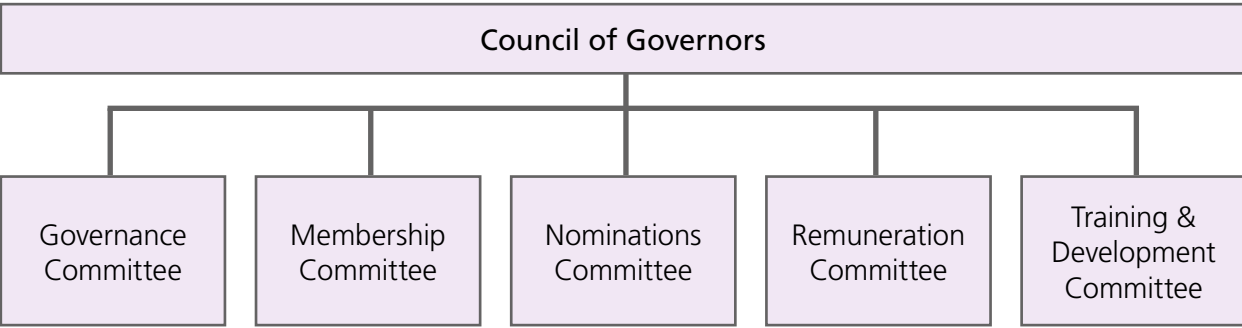 Council of Governors
Governance
Committee
Membership
Committee
Nominations
Committee
Remuneration
Committee
Training &
Development
Committee